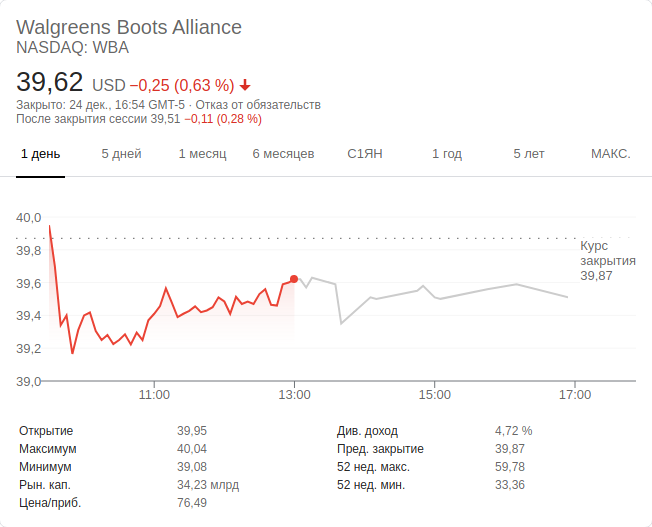 Walgreens Boots Alliance
NASDAQ: WBA
39,62 USD −0,25 (0,63 %)
Закрыто: 24 дек., 16:54 GMT-5 · Отказ от обязательств
После закрытия сессии 39,51 −0,11 (0,28 %)
1 день 5 дней 1 месяц 6 месяцев С1ЯН 1 год 5 лет МАКС.
40,0
39,8
39,6
39,4
39,2
39,0
Курс
закрытия
39,87
11:00 13:00 15:00 17:00
Открытие 39,95 Див. доход 4,72 %
Максимум 40,04 Пред. закрытие 39,87
Минимум 39,08 52 нед. макс. 59,78
Рын. кап. 34,23 млрд 52 нед. мин. 33,36
Цена/приб. 76,49